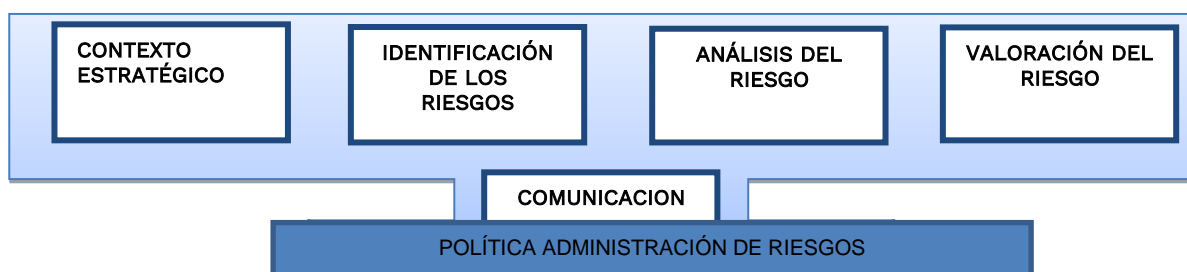 CONTEXTO
ESTRATÉGICO
IDENTIFICACIÓN
DE LOS
RIESGOS
ANÁLISIS DEL
RIESGO
VALORACIÓN DEL
RIESGO
COMUNICACION
POLÍTICA ADMINISTRACIÓN DE RIESGOS